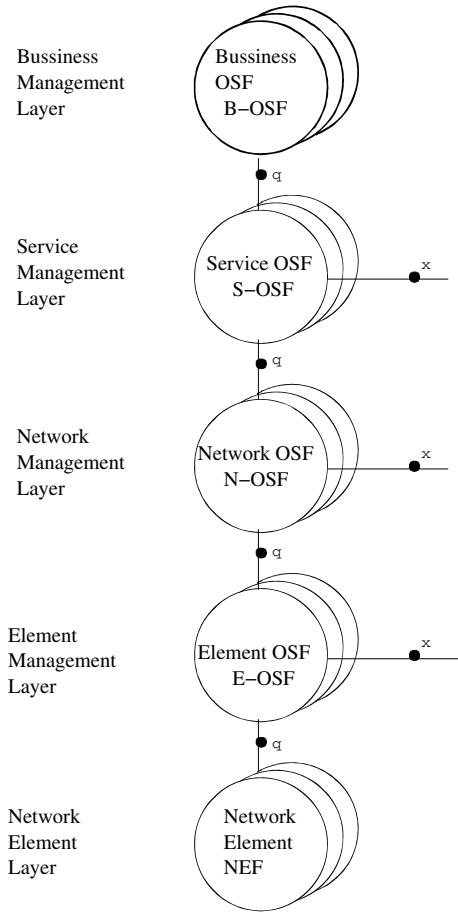 Bussiness
Management
Layer
Bussiness
OSF
B−OSF
q
Service
Management
Layer
Service OSF
S−OSF
x
q
Network
Management
Layer
Network OSF
N−OSF
x
q
Element
Management
Layer
Element OSF
E−OSF
x
q
Network
Element
Layer
Network
Element
NEF